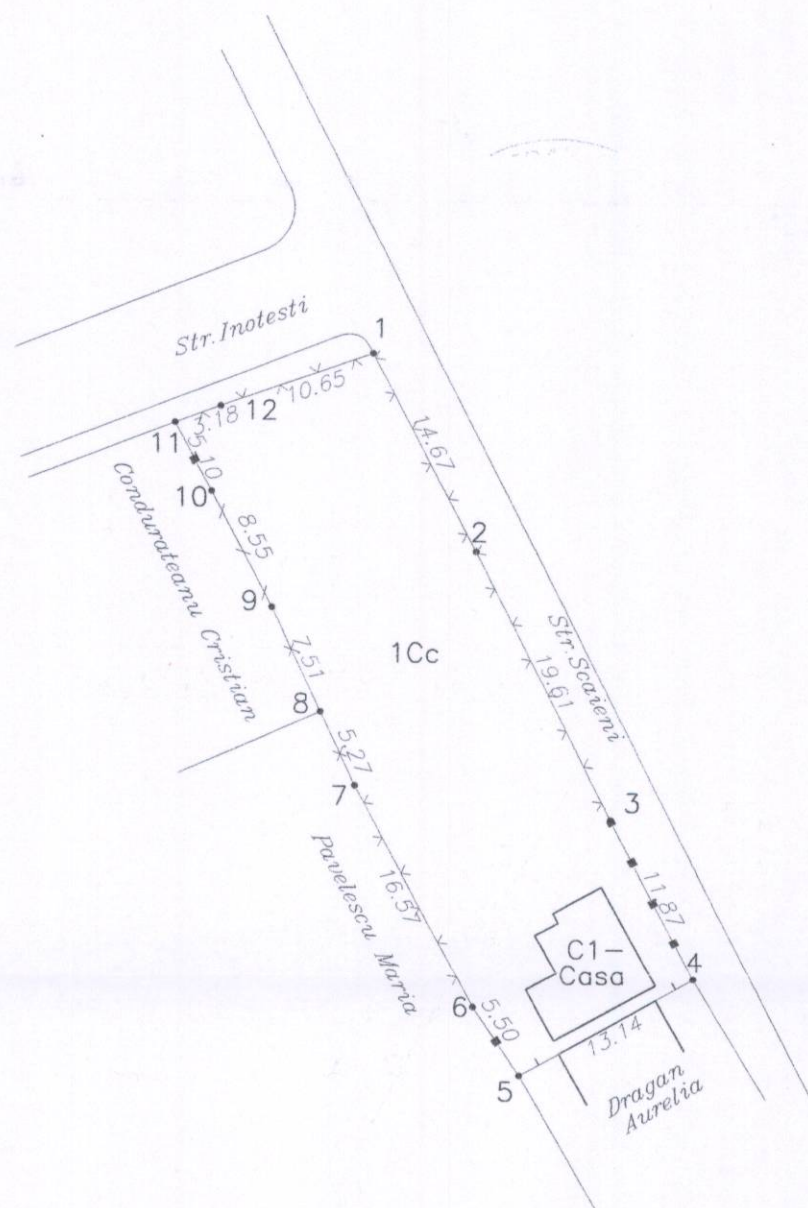 Str.Inotesti
1
10.65
12
3.18
11
5.10
10
14.67
8.55
2
9
Condurateanu Cristian
7.51
1Cc
Str.Scaieni
19.61
8
5.27
7
3
Pavelescu Maria
16.57
11.87
C1-
Casa
4
6
5.50
13.14
5
Dragan
Aurelia